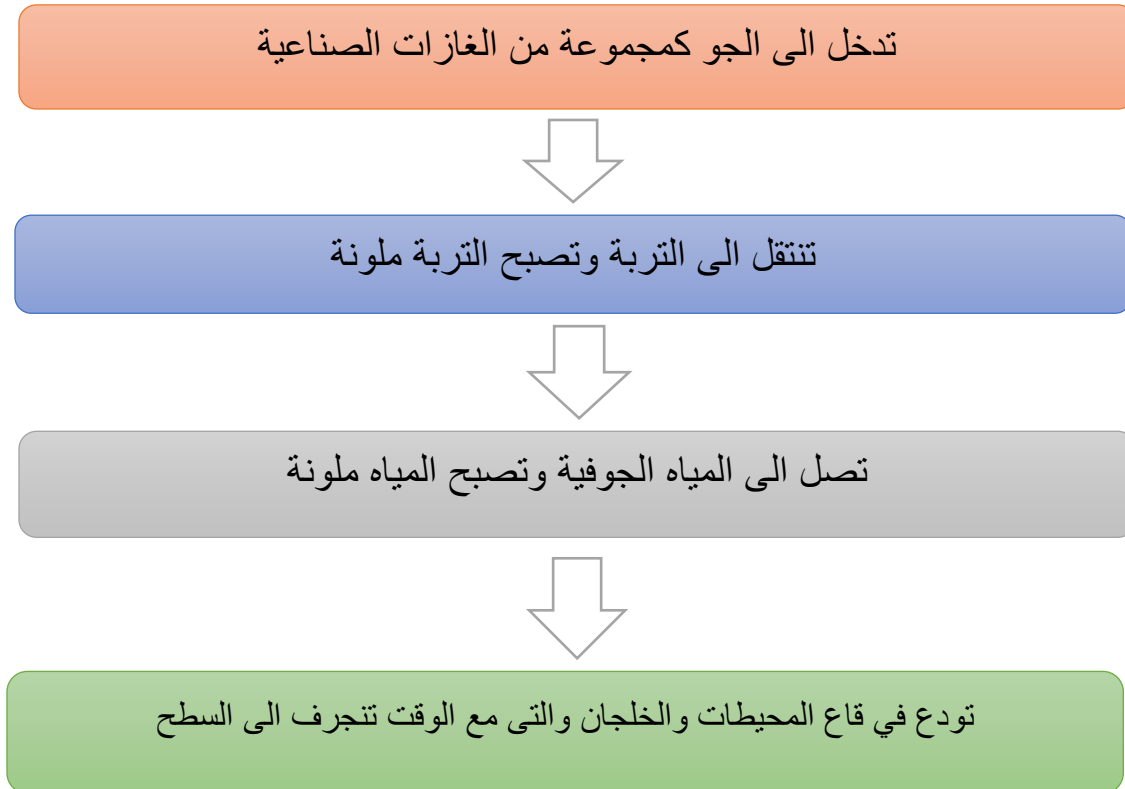 تدخل الى الجو كمجموعة من الغازات الصناعية
تنتقل الى التربة وتصبح التربة ملونة
تصل الى المياه الجوفية وتصبح المياه ملونة
تودع في قاع المحيطات والخلجان والتى مع الوقت تنجرف الى السطح